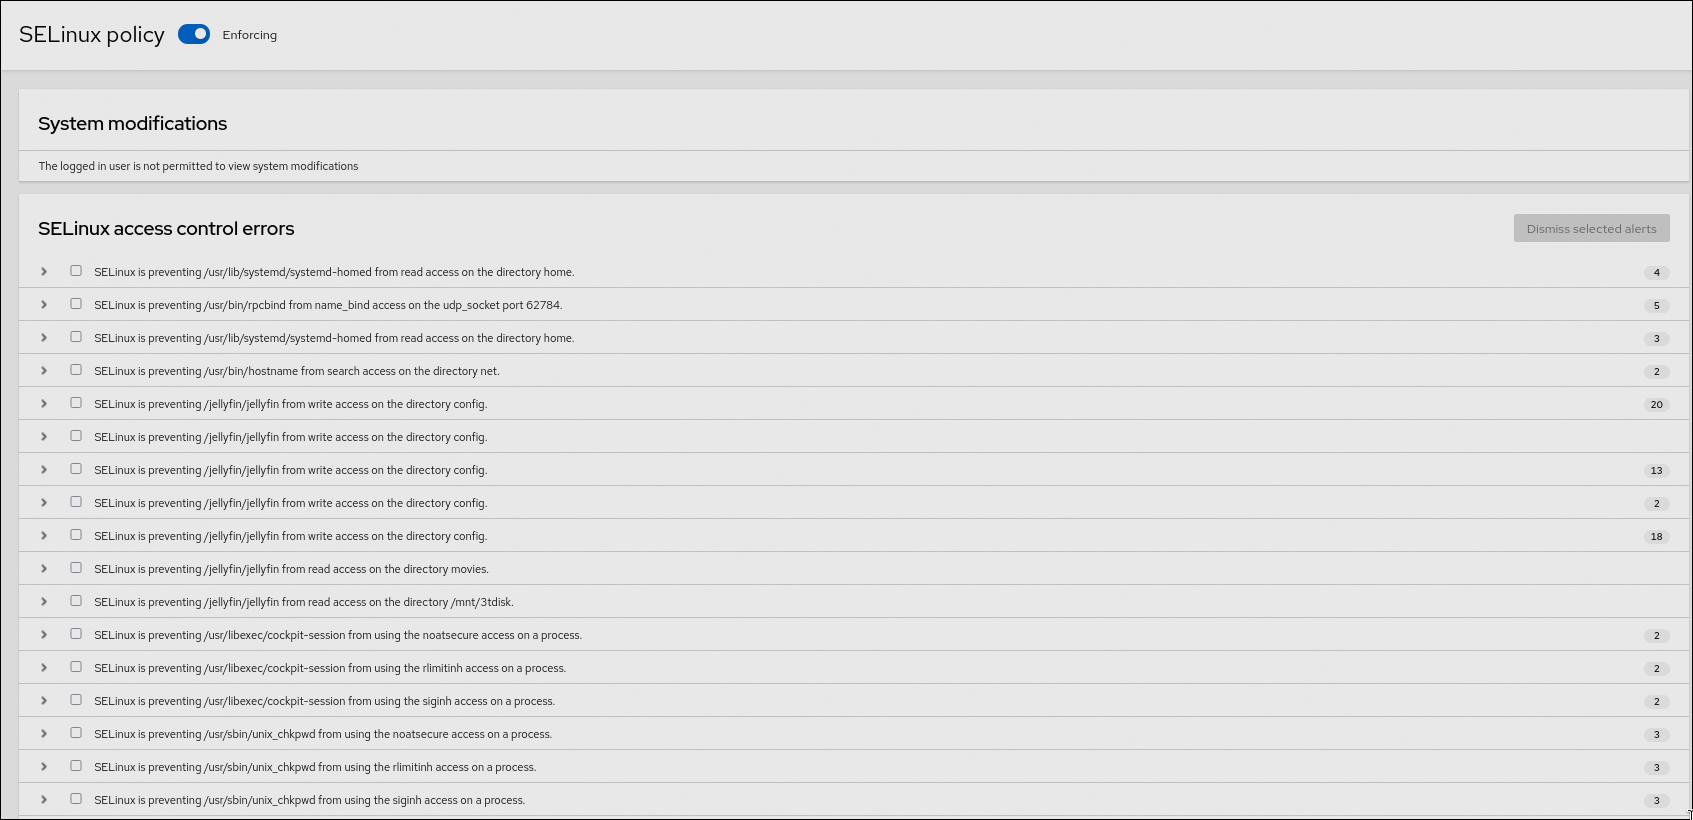 SELinux policy Enforcing
System modifications
The logged in user is not permitted to view system modifications
SELinux access control errors Dismiss selected alerts
SELinux is preventing /usr/lib/systemd/systemd-homed from read access on the directory home. 4
SELinux is preventing /usr/bin/rpcbind from name_bind access on the udp_socket port 62784. 5
SELinux is preventing /usr/lib/systemd/systemd-homed from read access on the directory home. 3
SELinux is preventing /usr/bin/hostname from search access on the directory net. 2
SELinux is preventing /jellyfin/jellyfin from write access on the directory config. 20
SELinux is preventing /jellyfin/jellyfin from write access on the directory config.
SELinux is preventing /jellyfin/jellyfin from write access on the directory config. 13
SELinux is preventing /jellyfin/jellyfin from write access on the directory config. 2
SELinux is preventing /jellyfin/jellyfin from write access on the directory config. 18
SELinux is preventing /jellyfin/jellyfin from read access on the directory movies.
SELinux is preventing /jellyfin/jellyfin from read access on the directory /mnt/3tdisk.
SELinux is preventing /usr/libexec/cockpit-session from using the noatsecure access on a process. 2
SELinux is preventing /usr/libexec/cockpit-session from using the rlimitinh access on a process. 2
SELinux is preventing /usr/libexec/cockpit-session from using the siginh access on a process. 2
SELinux is preventing /usr/sbin/unix_chkpwd from using the noatsecure access on a process. 3
SELinux is preventing /usr/sbin/unix_chkpwd from using the rlimitinh access on a process. 3
SELinux is preventing /usr/sbin/unix_chkpwd from using the siginh access on a process. 3